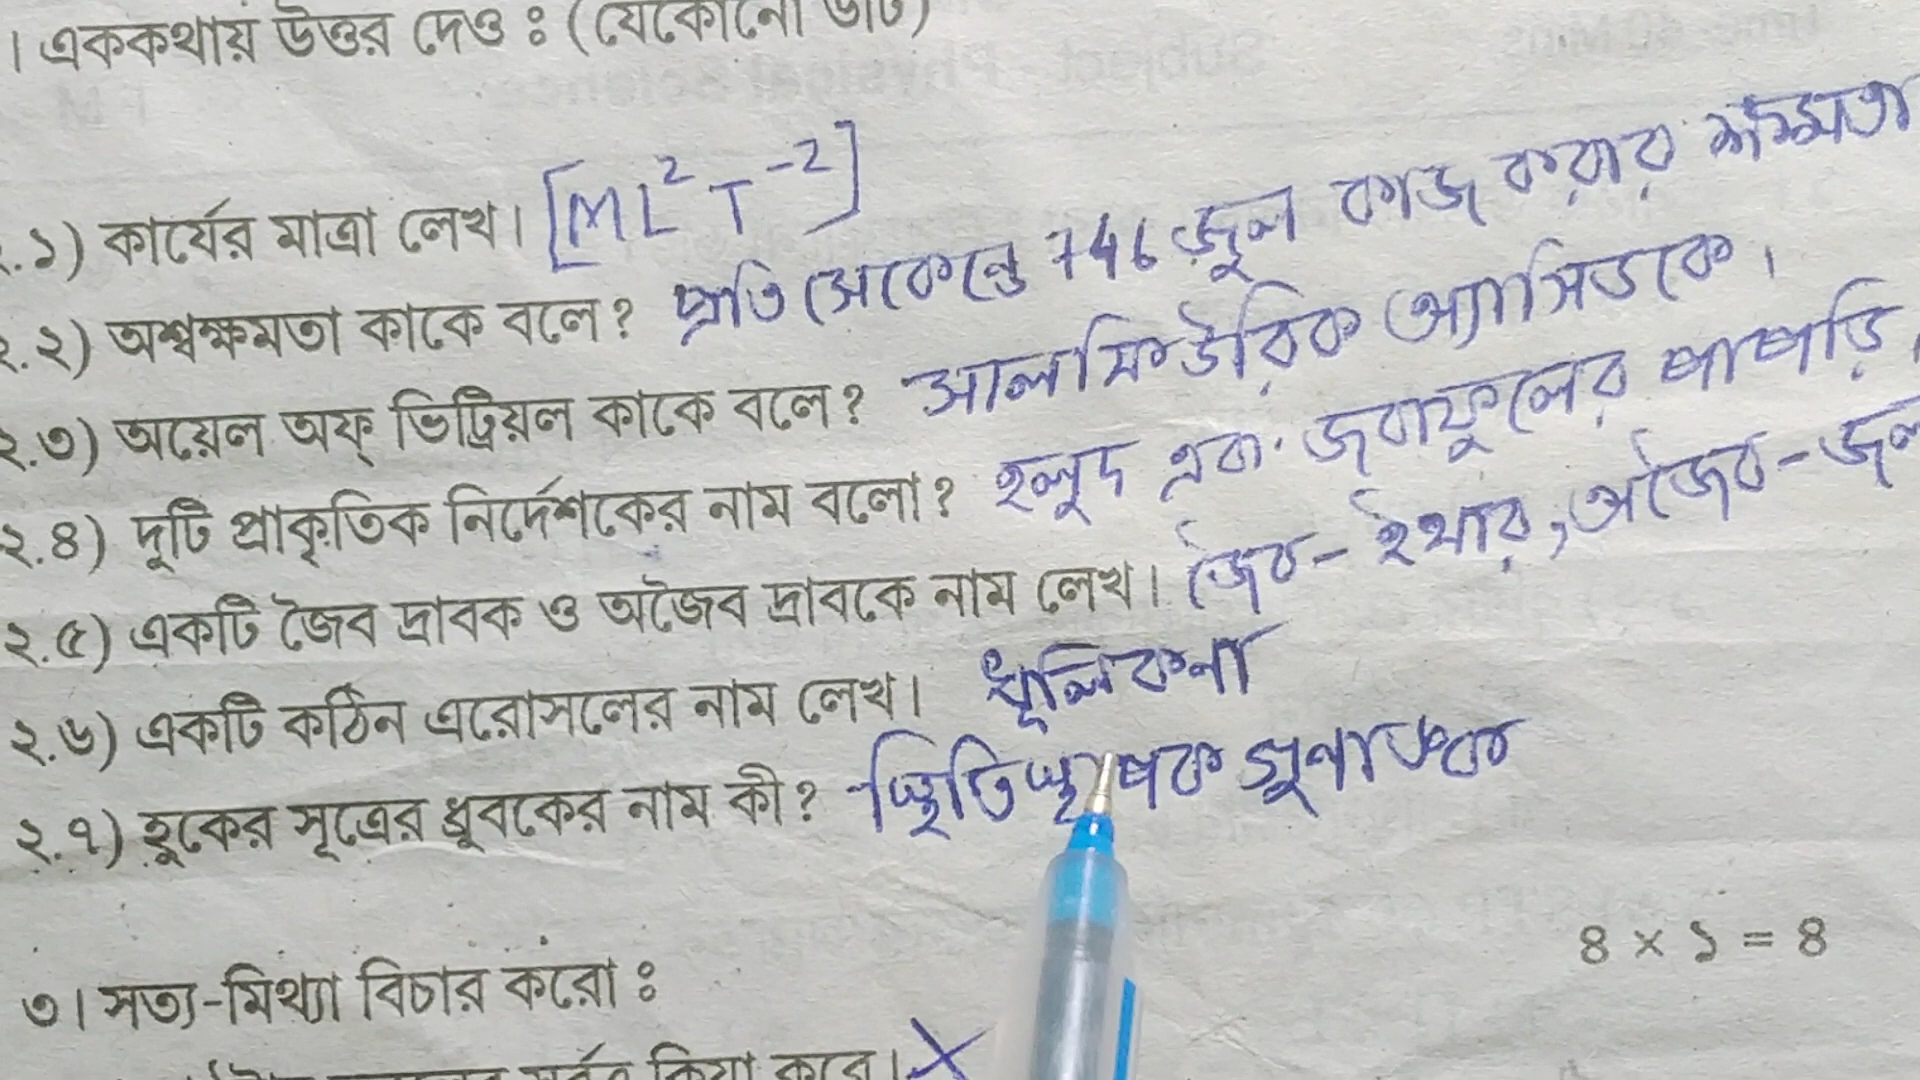 । এককথায় উত্তর দেও ঃ (যেকোনো
২.১) কার্যের মাত্রা লেখ। [ML² T⁻²]
২.২) অশ্বক্ষমতা কাকে বলে? প্রতি সেকেন্ডে 746 জুল কাজ করার ক্ষমতা
২.৩) অয়েল অফ্ ভিট্রিয়ল কাকে বলে? সালফিউরিক অ্যাসিডকে।
২.৪) দুটি প্রাকৃতিক নির্দেশকের নাম বলো? হলুদ এবং জবাফুলের পাপড়ি
২.৫) একটি জৈব দ্রাবক ও অজৈব দ্রাবকে নাম লেখ। জৈব- ইথার, অজৈব-জল
২.৬) একটি কঠিন এরোসলের নাম লেখ। ধূলিকনা
২.৭) হুকের সূত্রের ধ্রুবকের নাম কী? স্থিতিস্থাপক গুনাঙ্ক
৪ × ১ = ৪
৩। সত্য-মিথ্যা বিচার করো ঃ
ক্রিয়া করে। X